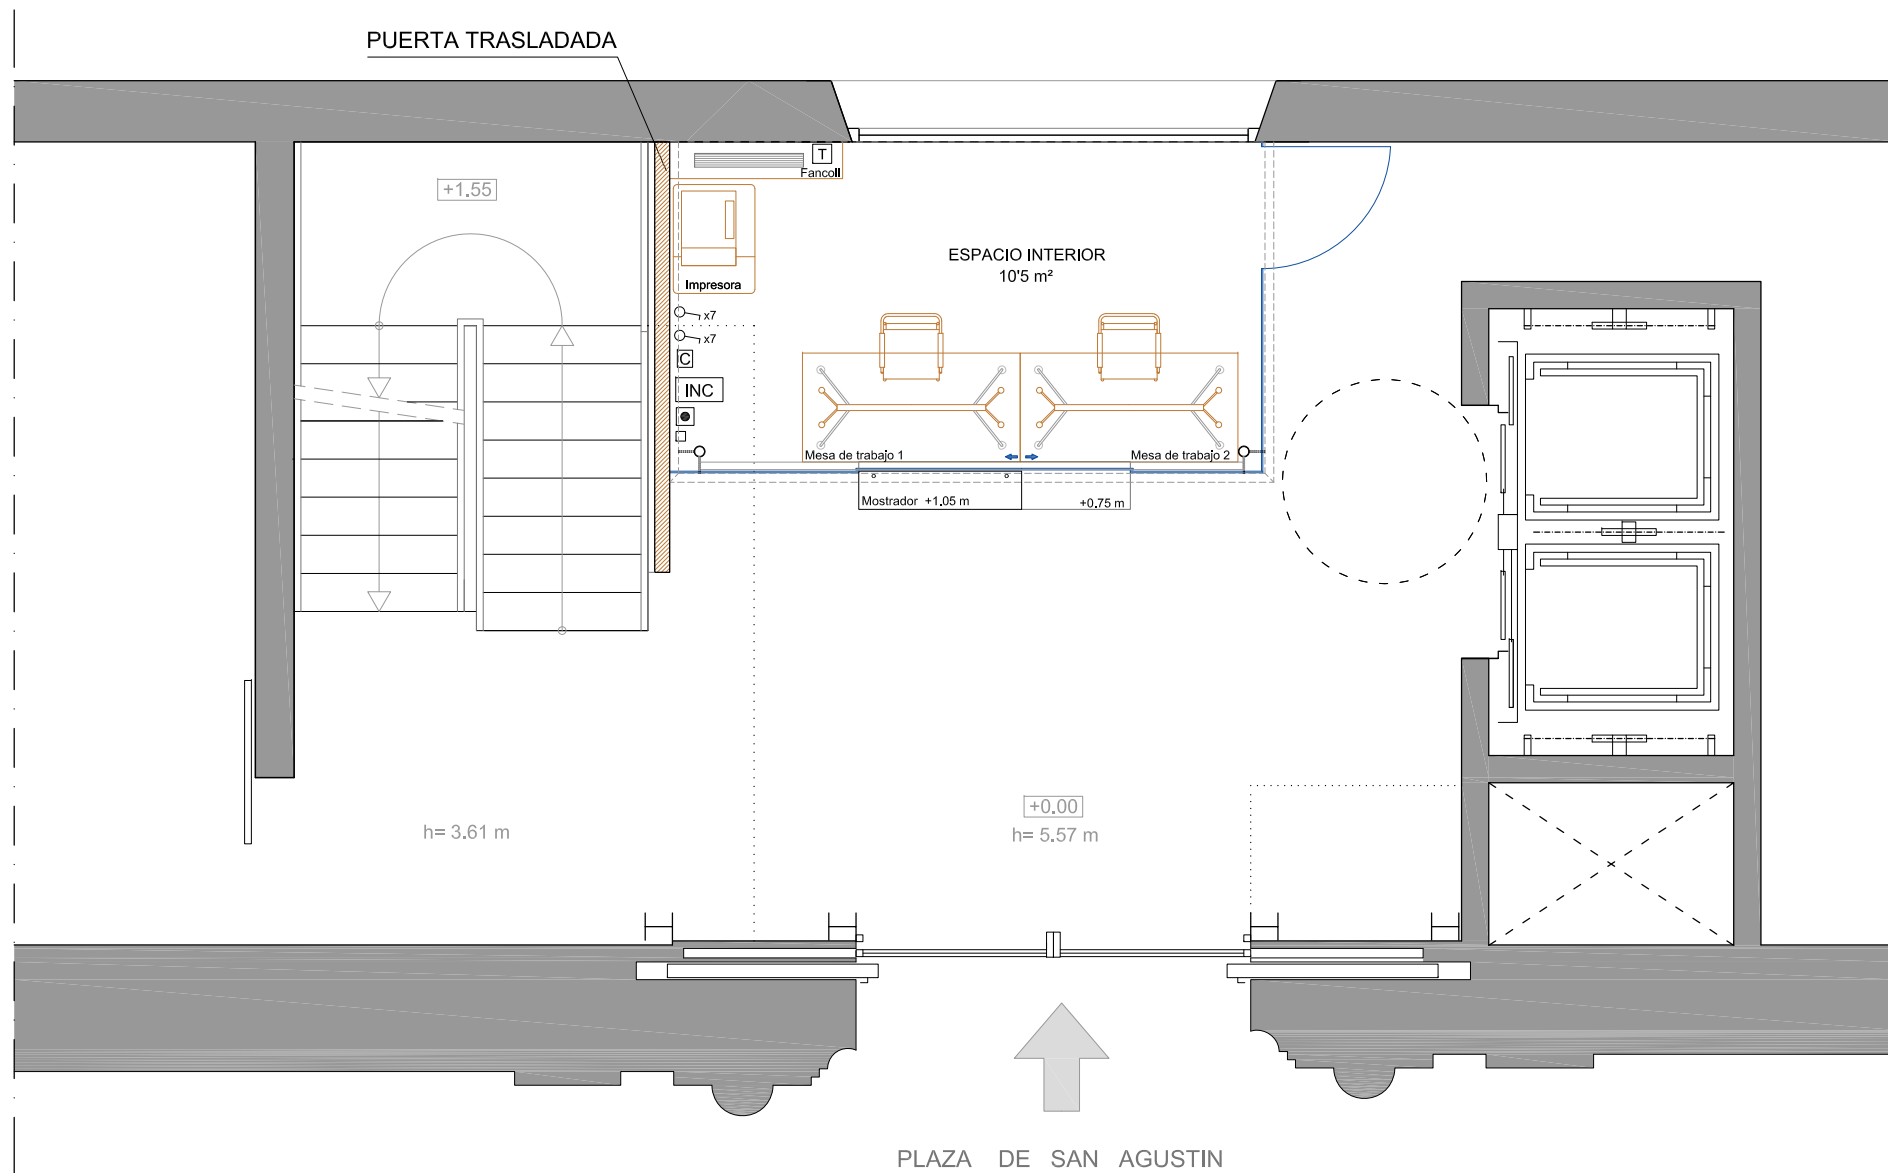 PUERTA TRASLADADA
T
Fancoil
+1.55
ESPACIO INTERIOR
10'5 m²
Impresora
x7
x7
C
INC
Mesa de trabajo 1
Mesa de trabajo 2
Mostrador +1.05 m
+0.75 m
+0.00
h= 3.61 m
h= 5.57 m
PLAZA DE SAN AGUSTIN